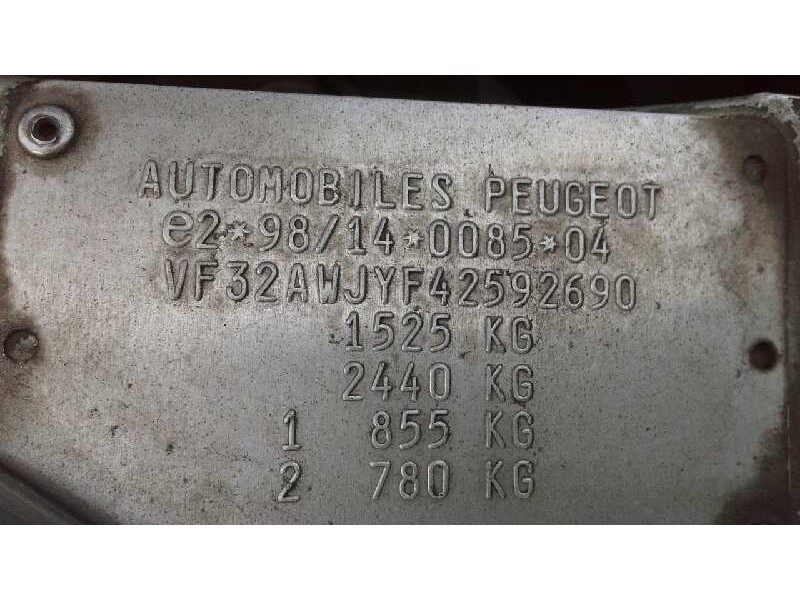 AUTOMOBILES PEUGEOT
e2*98/14*0085*04
VF32AWJYF42592690
1525 KG
2440 KG
1 855 KG
2 780 KG